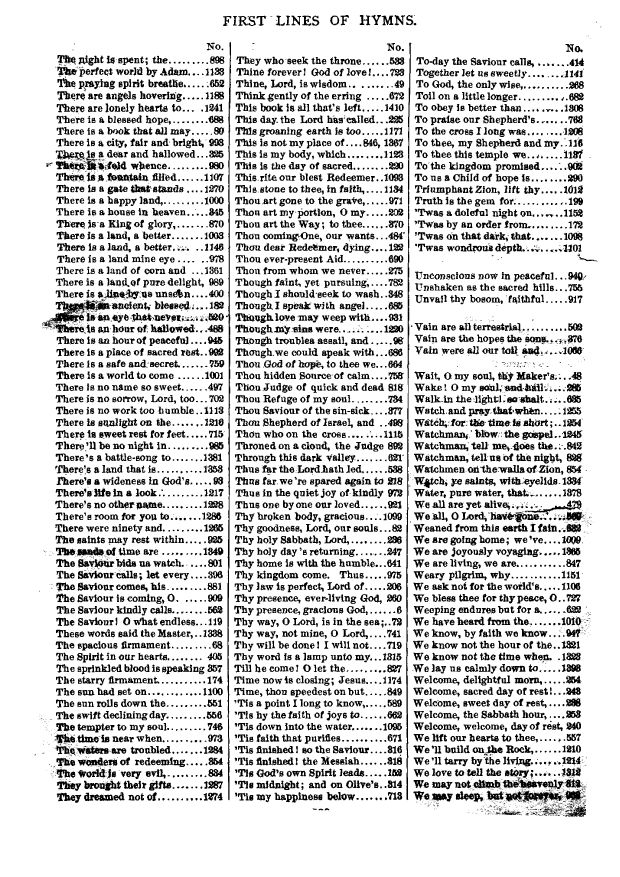 FIRST LINES OF HYMNS.
No.
The night is spent; the.........898
The perfect world by Adam....1133
The praying spirit breathe......652
There are angels hovering.....1188
There are lonely hearts to... .1241
There is a blessed hope,........688
There is a book that all may....80
There is a city, fair and bright, 993
There is a dear and hallowed...325
There is a fold whence..........980
There is a fountain filled.....1107
There is a gate that stands ....1270
There is a happy land,........1000
There is a house in heaven....345
There is a King of glory,.......870
There is a land, a better.......1003
There is a land, a better.. ...1146
There is a land mine eye ......978
There is a land of corn and ...1361
There is a land of pure delight, 989
There is a line by us unseen....400
There is an ancient, blessed....182
There is an eye that never......520
There is an hour of hallowed...488
There is an hour of peaceful...945
There is a place of sacred rest..992
There is a safe and secret......759
There is a world to come .....1001
There is no name so sweet.....497
There is no sorrow, Lord, too...702
There is no work too humble...1113
There is sunlight on the.......1216
There is sweet rest for feet.....715
There'll be no night in ........985
There's a battle-song to .......1381
There's a land that is.........1353
There's a wideness in God's....93
There's life in a look.........1217
There's no other name.........1228
There's room for you to.......1286
There were ninety and.........1265
The saints may rest within.....925
The sands of time are ........1349
The Saviour bids us watch.....801
The Saviour calls; let every....396
The Saviour comes, his........881
The Saviour is coming, O......909
The Saviour kindly calls........562
The Saviour! O what endless...119
These words said the Master,..1338
The spacious firmament ........68
The Spirit in our hearts.......405
The sprinkled blood is speaking 357
The starry firmament..........174
The sun had set on...........1100
The sun rolls down the........551
The swift declining day........556
The tempter to my soul........746
The time is near when.........973
The waters are troubled.......1284
The wonders of redeeming....354
The world is very evil,........834
They brought their gifts......1287
They dreamed not of.........1274
No.
They who seek the throne......533
Thine forever! God of love!....723
Thine, Lord, is wisdom... .....49
Think gently of the erring ....672
This book is all that's left.....1410
This day the Lord has called...225
This groaning earth is too.....1171
This is not my place of....846, 1367
This is my body, which.......1123
This is the day of sacred......220
This rite our blest Redeemer..1093
This stone to thee, in faith,....1134
Thou art gone to the grave,....971
Thou art my portion, O my....202
Thou art the Way; to thee.....870
Thou coming One, our wants..484
Thou dear Redeemer, dying...122
Thou ever-present Aid.........690
Thou from whom we never....275
Though faint, yet pursuing,....782
Though I should seek to wash..348
Though I speak with angel.....685
Though love may weep with...931
Though my sins were.........1220
Though troubles assail, and ...98
Though we could speak with...686
Thou God of hope, to thee we..664
Thou hidden Source of calm...758
Thou Judge of quick and dead 818
Thou Refuge of my soul.......734
Thou Saviour of the sin-sick...377
Thou Shepherd of Israel, and ..498
Thou who on the cross.......1115
Throned on a cloud, the Judge 892
Through this dark valley......621
Thus far the Lord hath led.....538
Thus far we're spared again to 218
Thus in the quiet joy of kindly 972
Thus one by one our loved.....921
Thy broken body, gracious....1099
Thy goodness, Lord, our souls...82
Thy holy Sabbath, Lord,.......236
Thy holy day's returning......247
Thy home is with the humble..641
Thy kingdom come. Thus.....975
Thy law is perfect, Lord of ....206
Thy presence, ever-living God, 260
Thy presence, gracious God,.....6
Thy way, O Lord, is in the sea;..72
Thy way, not mine, O Lord,....741
Thy will be done! I will not....719
Thy word is a lamp unto my..1315
Till he come! O let the........827
Time now is closing; Jesus....1174
Time, thou speedest on but....849
'Tis a point I long to know,.....589
'Tis by the faith of joys to......662
'Tis down into the water.....1095
'Tis faith that purifies..........671
'Tis finished! so the Saviour...316
'Tis finished! the Messiah.....318
'Tis God's own Spirit leads.....152
'Tis midnight; and on Olive's..314
'Tis my happiness below.......713
No.
To-day the Saviour calls, ......414
Together let us sweetly.......1141
To God, the only wise,.........268
Toil on a little longer.........682
To obey is better than........1308
To praise our Shepherd's......763
To the cross I long was.......1208
To thee, my Shepherd and my..116
To thee this temple we.......1137
To the kingdom promised.....902
To us a Child of hope is.......290
Triumphant Zion, lift thy.....1012
Truth is the gem for...........199
'Twas a doleful night on......1152
'Twas by an order from........172
'Twas on that dark, that......1098
'Twas wondrous depth........1101
Unconscious now in peaceful..940
Unshaken as the sacred hills...755
Unvail thy bosom, faithful.....917
Vain are all terrestrial.........502
Vain are the hopes the sons....376
Vain were all our toil and.....1066
Wait, O my soul, thy Maker's...48
Wake! O my soul, and hail.....285
Walk in the light! so shalt......635
Watch and pray that when....1255
Watch, for the time is short;..1254
Watchman, blow the gospel..1245
Watchman, tell me, does the...842
Watchman, tell us of the night, 828
Watchmen on the walls of Zion, 854
Watch, ye saints, with eyelids 1334
Water, pure water, that.......1378
We all are yet alive,...........479
We all, O Lord, have gone
Weaned from this earth I fain
We are going home; we've....1009
We are joyously voyaging....1365
We are living, we are.........847
Weary pilgrim, why..........1151
We ask not for the world's....1106
We bless thee for thy peace, O..727
Weeping endures but for a.....622
We have heard from the......1010
We know, by faith we know...947
We know not the hour of the..1321
We know not the time when. .1323
We lay us calmly down to.....1398
Welcome, delightful morn,....254
Welcome, sacred day of rest!..243
Welcome, sweet day of rest,....238
Welcome, the Sabbath hour,...253
Welcome, welcome, day of rest, 240
We lift our hearts to thee,......557
We'll build on the Rock,......1210
We'll tarry by the living......1214
We love to tell the story;.....1312
We may not climb the heavenly 312
We may sleep, but not forever,